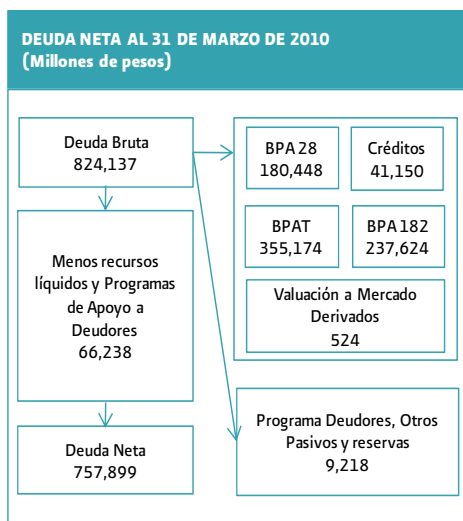 DEUDA NETA AL 31 DE MARZO DE 2010
(Millones de pesos)
Deuda Bruta
824,137
Menos recursos
líquidos y Programas
de Apoyo a
Deudores
66,238
Deuda Neta
757,899
BPA 28
180,448
Créditos
41,150
BPAT
355,174
BPA 182
237,624
Valuación a Mercado
Derivados
524
Programa Deudores, Otros
Pasivos y reservas
9,218